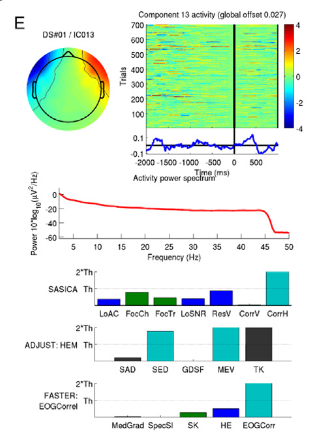 E
DS#01 / IC013
Component 13 activity (global offset 0.027)
Trials
700
600
500
400
300
200
100
4
2
0
-2
-4
0.1
-0.1
-2000 -1500 -1000 -500 0 500
Time (ms)
Activity power spectrum
Power 10*log10(μV²/Hz)
0
-20
-40
-60
5 10 15 20 25 30 35 40 45 50
Frequency (Hz)
SASICA
2*Th
Th
LoAC FocCh FocTr LoSNR ResV CorrV CorrH
ADJUST: HEM
2*Th
Th
SAD SED GDSF MEV TK
FASTER:
EOGCorrel
2*Th
Th
MedGrad SpecSl SK HE EOGCorr